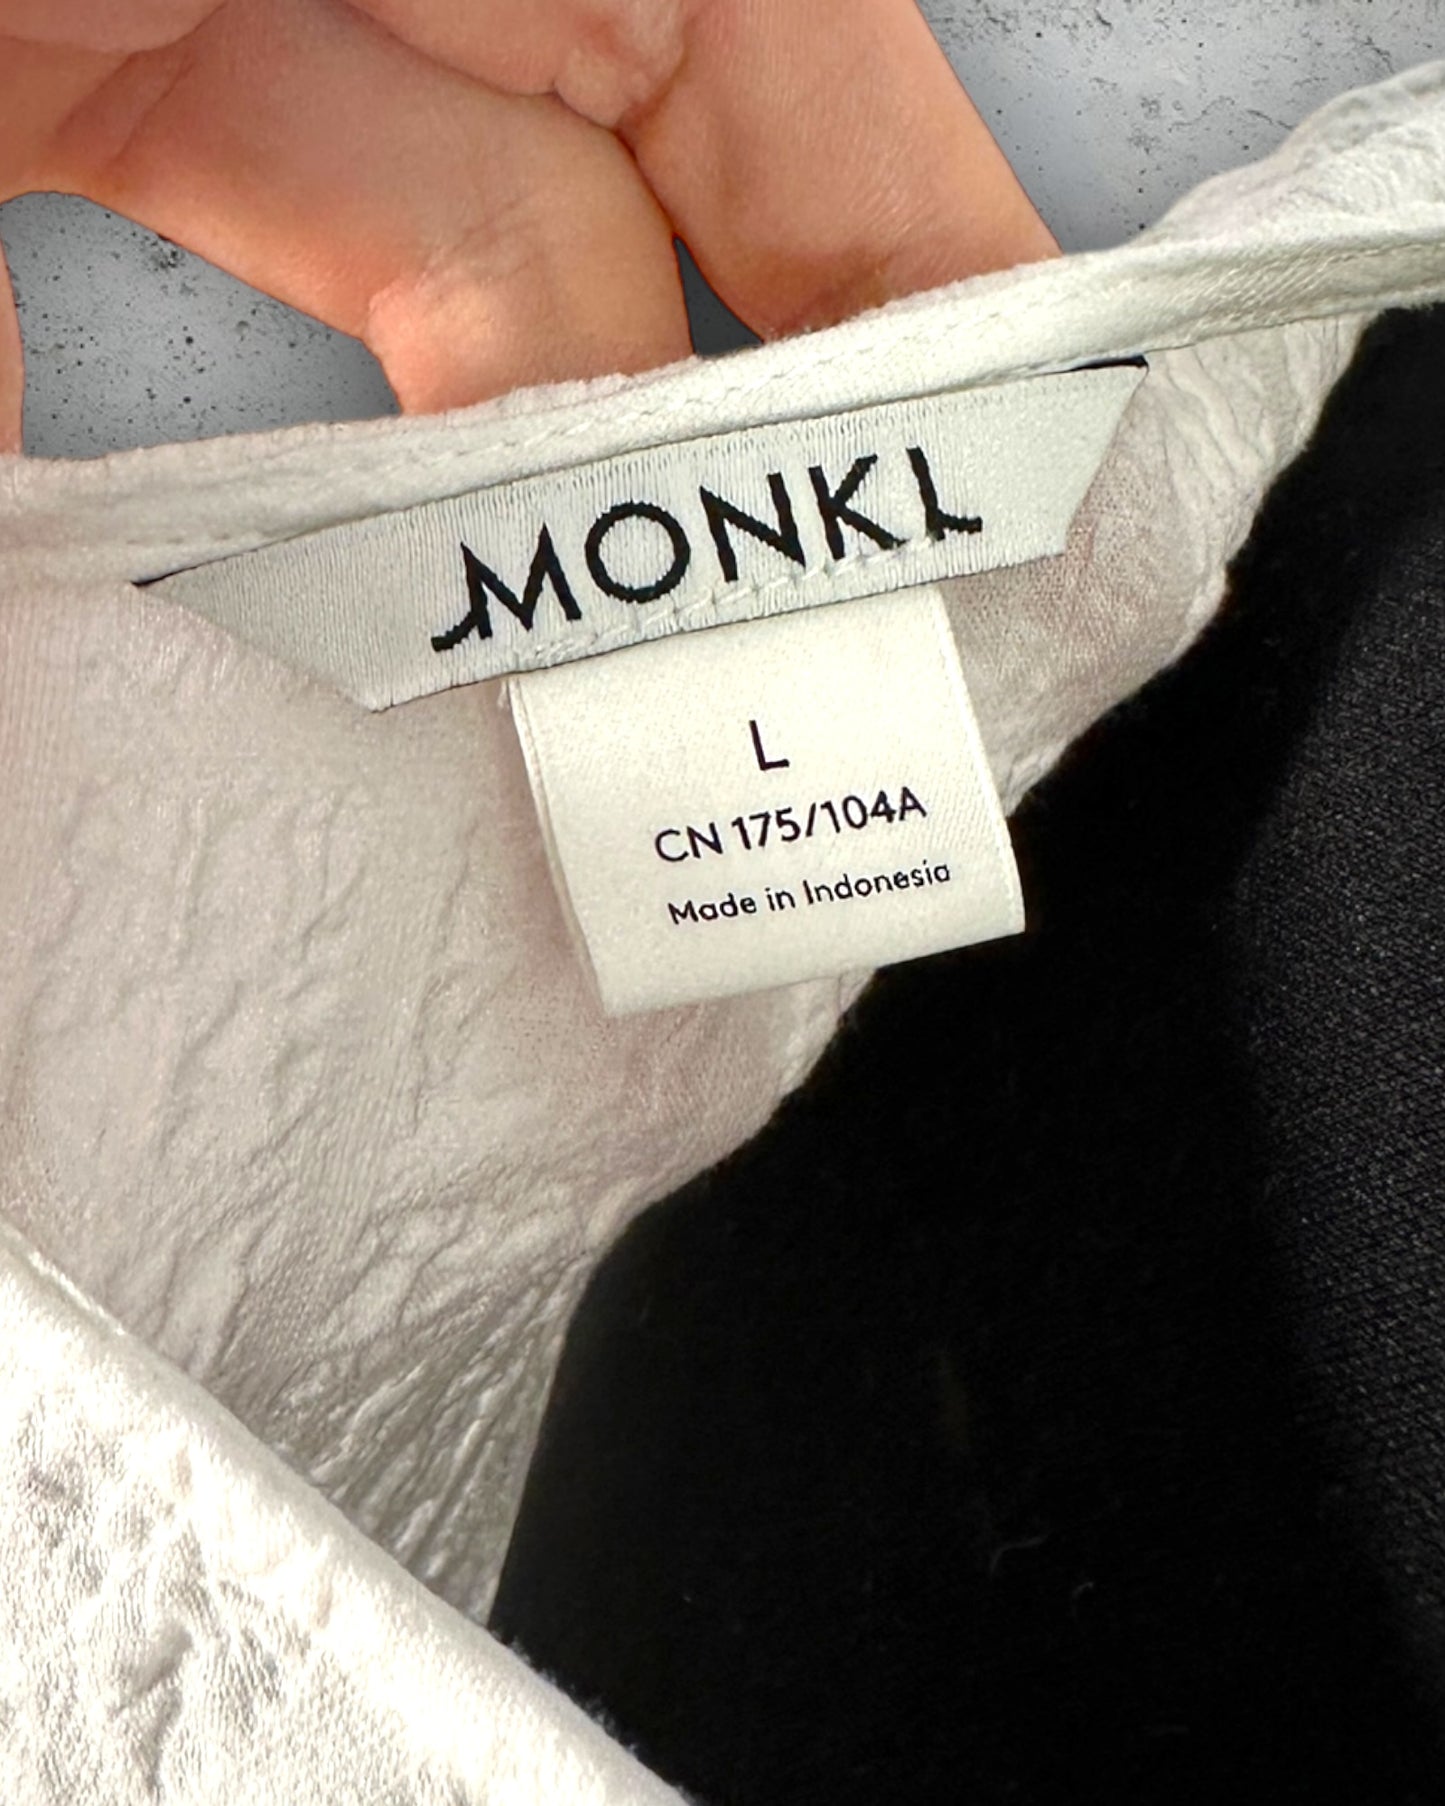 MONKI
L
CN 175/104A
Made in Indonesia